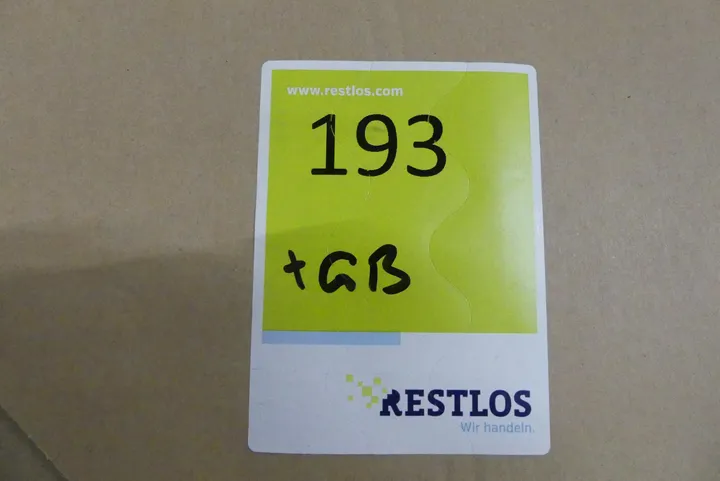 www.restlos.com
193
+GB
RESTLOS
Wir handeln.